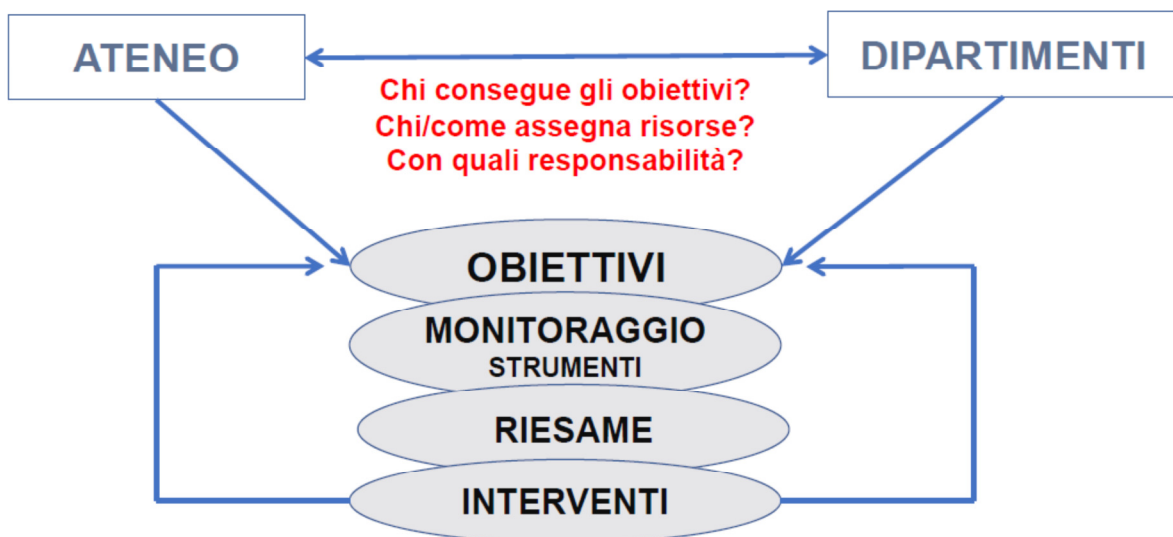 ATENEO
DIPARTIMENTI
Chi consegue gli obiettivi?
Chi/come assegna risorse?
Con quali responsabilità?
OBIETTIVI
MONITORAGGIO
STRUMENTI
RIESAME
INTERVENTI